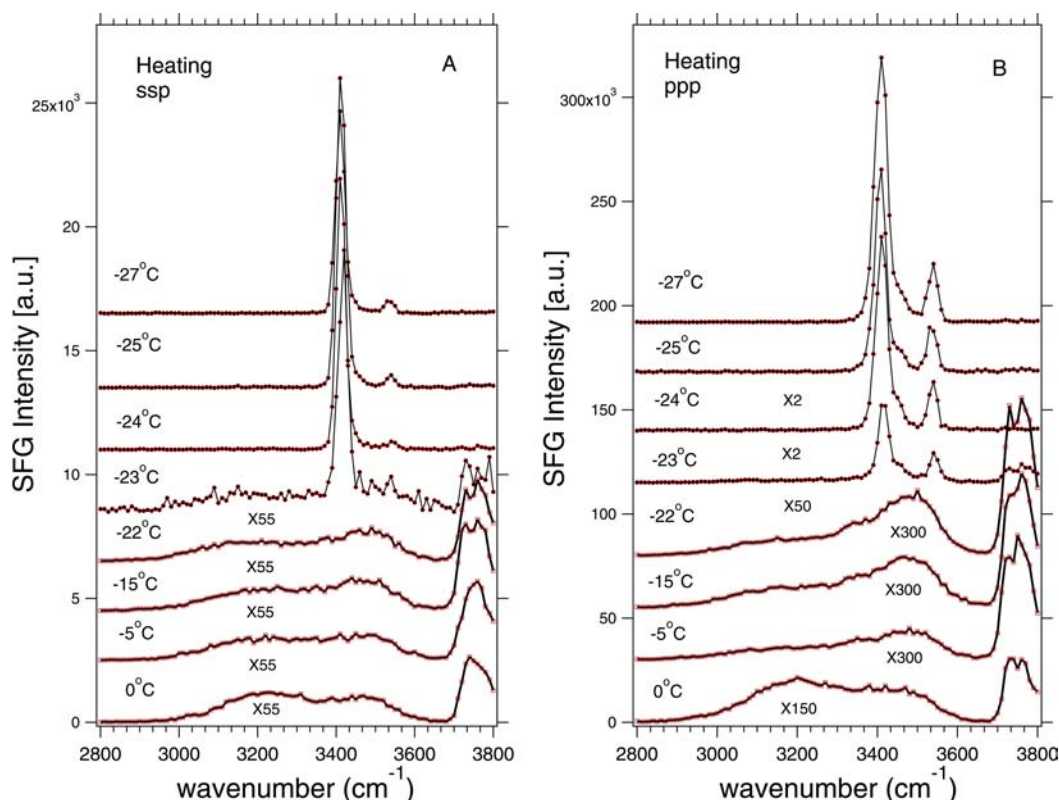 Heating
ssp
A
25x10³
20
15
10
5
0
-27°C
-25°C
-24°C
-23°C
X55
-22°C
X55
-15°C
X55
-5°C
X55
0°C
X55
2800
3000
3200
3400
3600
3800
wavenumber (cm⁻¹)
SFG Intensity [a.u.]
Heating
ppp
B
300x10³
250
200
150
100
50
0
-27°C
-25°C
X2
-24°C
X2
-23°C
X50
-22°C
X300
-15°C
X300
-5°C
X300
0°C
X150
2800
3000
3200
3400
3600
3800
wavenumber (cm⁻¹)
SFG Intensity [a.u.]